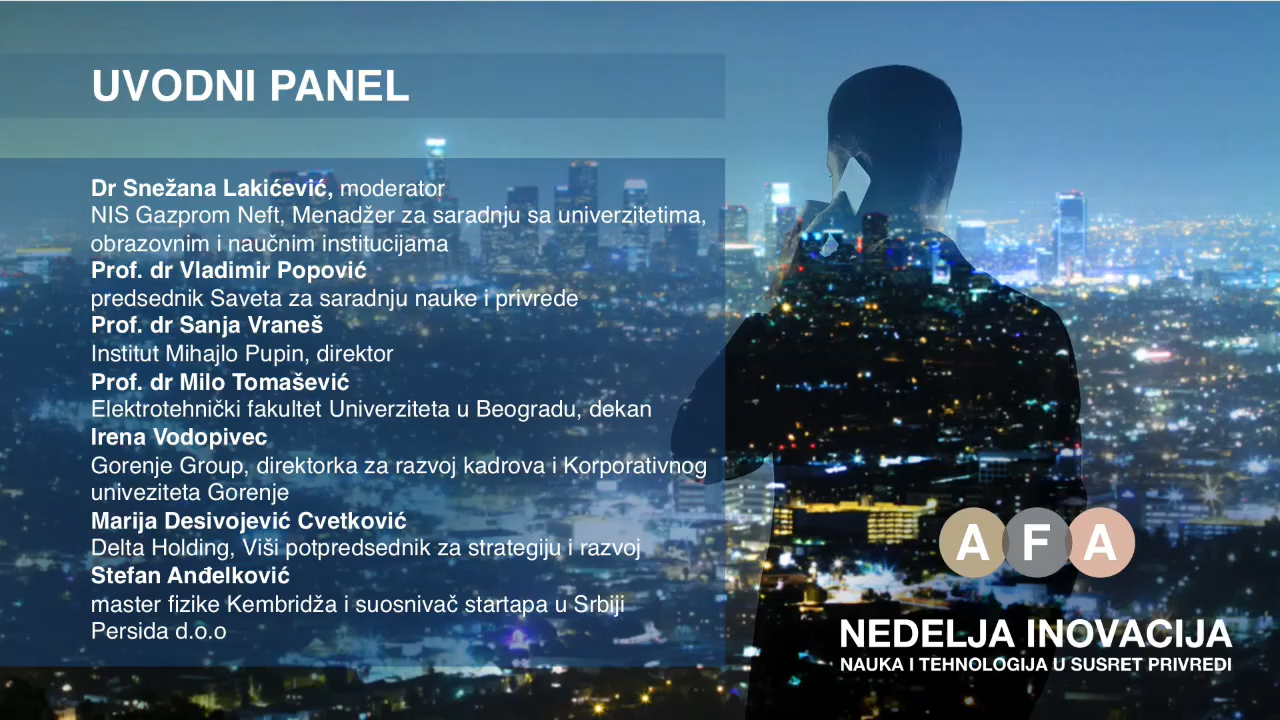 UVODNI PANEL
Dr Snežana Lakićević, moderator
NIS Gazprom Neft, Menadžer za saradnju sa univerzitetima,
obrazovnim i naučnim institucijama
Prof. dr Vladimir Popović
predsednik Saveta za saradnju nauke i privrede
Prof. dr Sanja Vraneš
Institut Mihajlo Pupin, direktor
Prof. dr Milo Tomašević
Elektrotehnički fakultet Univerziteta u Beogradu, dekan
Irena Vodopivec
Gorenje Group, direktorka za razvoj kadrova i Korporativnog
univeziteta Gorenje
Marija Desivojević Cvetković
Delta Holding, Viši potpredsednik za strategiju i razvoj
Stefan Anđelković
master fizike Kembridža i suosnivač startapa u Srbiji
Persida d.o.o
A F A
NEDELJA INOVACIJA
NAUKA I TEHNOLOGIJA U SUSRET PRIVREDI